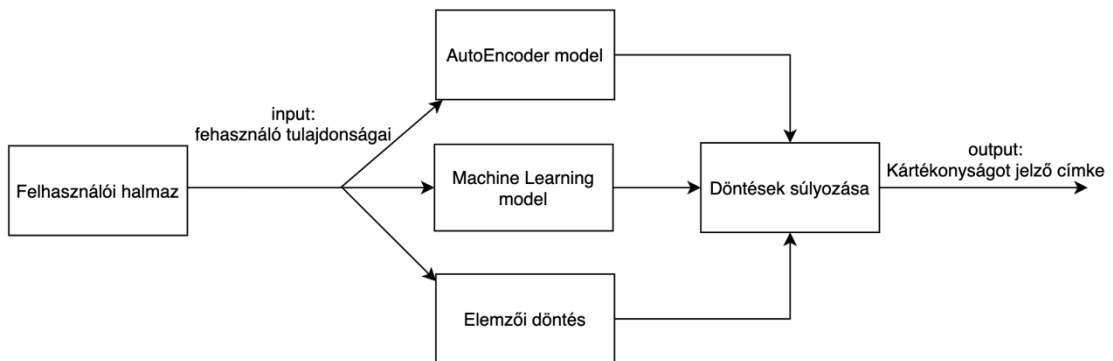 AutoEncoder model
input:
fehasználó tulajdonságai
Felhasználói halmaz
Machine Learning
model
Döntések súlyozása
output:
Kártékonyságot jelző címke
Elemzői döntés